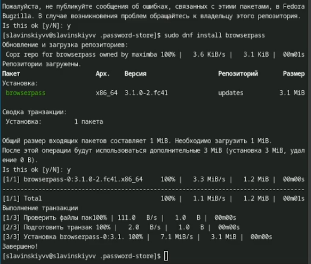 Пожалуйста, не публикуйте сообщения об ошибках, связанных с этими пакетами, в Fedora
Bugzilla. В случае возникновения проблем обращайтесь к владельцу этого репозитория.
Is this ok [y/N]: y
[slavinskiyvv@slavinskiyvv .password-store]$ sudo dnf install browserpass
Обновление и загрузка репозиториев:
Copr repo for browserpass owned by maximba 100% | 3.6 KiB/s | 3.1 KiB | 00m01s
Репозитории загружены.
Пакет Арх. Версия Репозиторий Размер
Установка:
browserpass x86_64 3.1.0-2.fc41 updates 3.1 MiB
Сводка транзакции:
Установка: 1 пакета
Общий размер входящих пакетов составляет 1 MiB. Необходимо загрузить 1 MiB.
После этой операции будут использоваться дополнительные 3 MiB (установка 3 MiB, удал
ение 0 B).
Is this ok [y/N]: y
[1/1] browserpass-0:3.1.0-2.fc41.x86_64 100% | 3.3 MiB/s | 1.2 MiB | 00m00s
[1/1] Total 100% | 1.1 MiB/s | 1.2 MiB | 00m01s
Выполнение транзакции
[1/3] Проверить файлы пак100% | 111.0 B/s | 1.0 B | 00m00s
[2/3] Подготовить транзак 100% | 2.0 B/s | 1.0 B | 00m00s
[3/3] Установка browserpass-0:3.1. 100% | 7.1 MiB/s | 3.1 MiB | 00m00s
Завершено!
[slavinskiyvv@slavinskiyvv .password-store]$